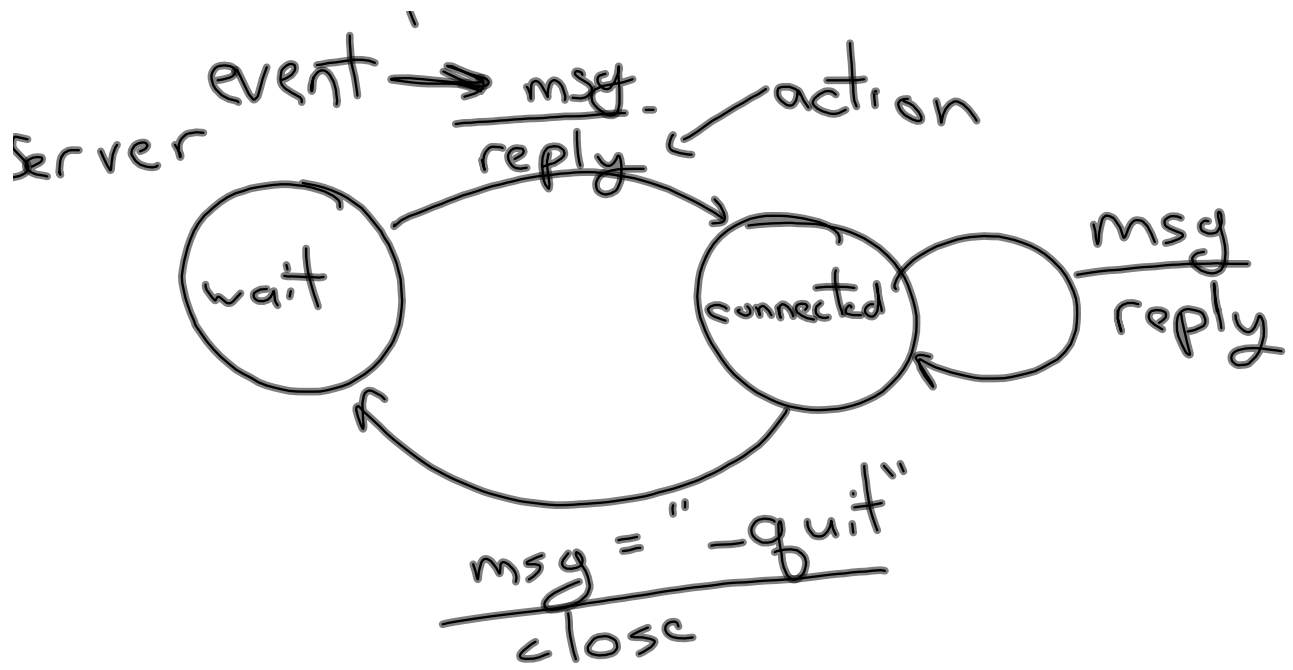 event
msg
action
reply
Server
wait
connected
msg
reply
msg = "-quit"
close